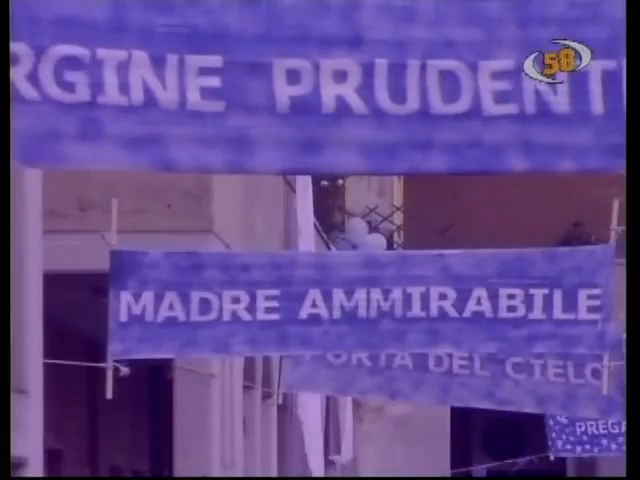 58
RGINE PRUDENT
MADRE AMMIRABILE
PORTA DEL CIELO
PREGA